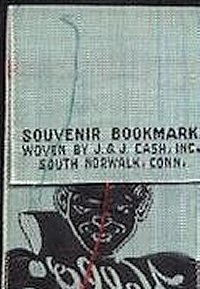 SOUVENIR BOOKMARK
WOVEN BY J. & J. CASH, INC.
SOUTH NORWALK, CONN.